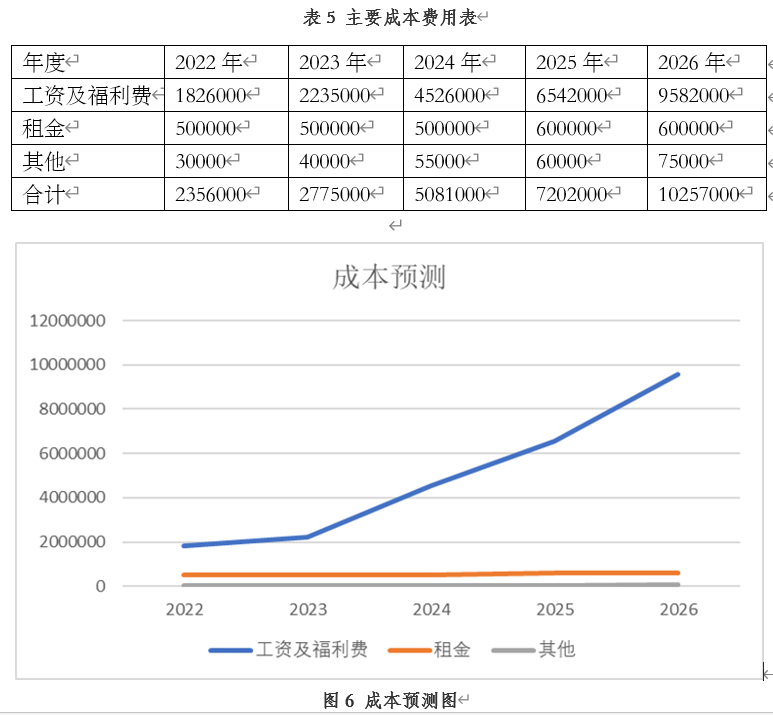 表 5 主要成本费用表
年度 2022 年 2023 年 2024 年 2025 年 2026 年
工资及福利费 1826000 2235000 4526000 6542000 9582000
租金 500000 500000 500000 600000 600000
其他 30000 40000 55000 60000 75000
合计 2356000 2775000 5081000 7202000 10257000
成本预测
12000000
10000000
8000000
6000000
4000000
2000000
0
2022 2023 2024 2025 2026
工资及福利费 租金 其他
图 6 成本预测图